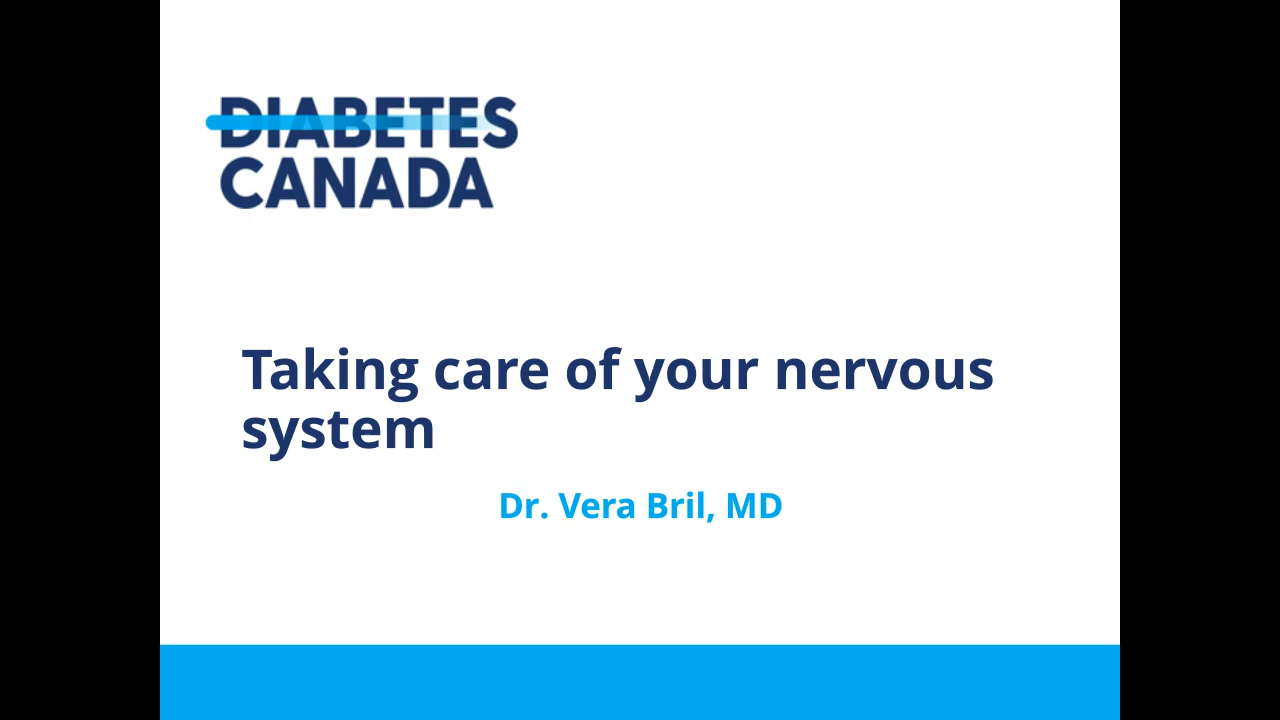 DIABETES
CANADA
Taking care of your nervous
system
Dr. Vera Bril, MD